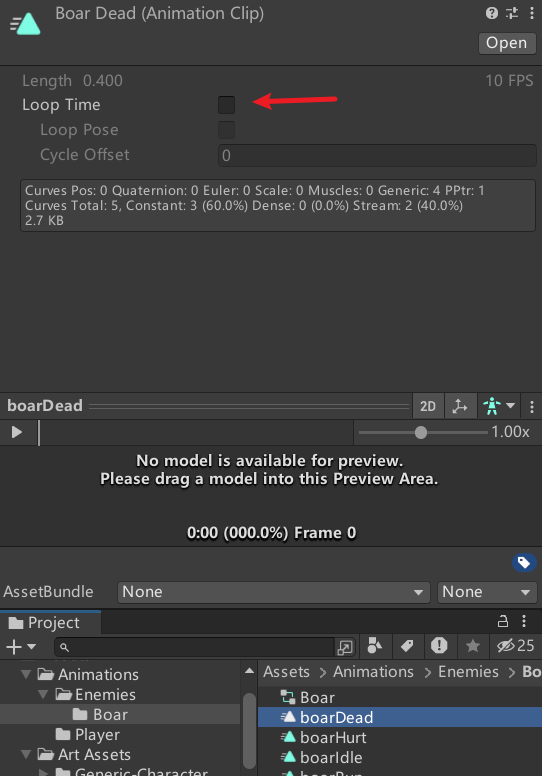 Boar Dead (Animation Clip)
Open
Length 0.400 10 FPS
Loop Time
Loop Pose
Cycle Offset 0
Curves Pos: 0 Quaternion: 0 Euler: 0 Scale: 0 Muscles: 0 Generic: 4 PPtr: 1
Curves Total: 5, Constant: 3 (60.0%) Dense: 0 (0.0%) Stream: 2 (40.0%)
2.7 KB
boarDead 2D
1.00x
No model is available for preview.
Please drag a model into this Preview Area.
0:00 (000.0%) Frame 0
AssetBundle None None
Project
25
Animations
Enemies
Boar
Player
Art Assets
Generic-Character
Assets > Animations > Enemies > Bo
Boar
boarDead
boarHurt
boarIdle
boarRun